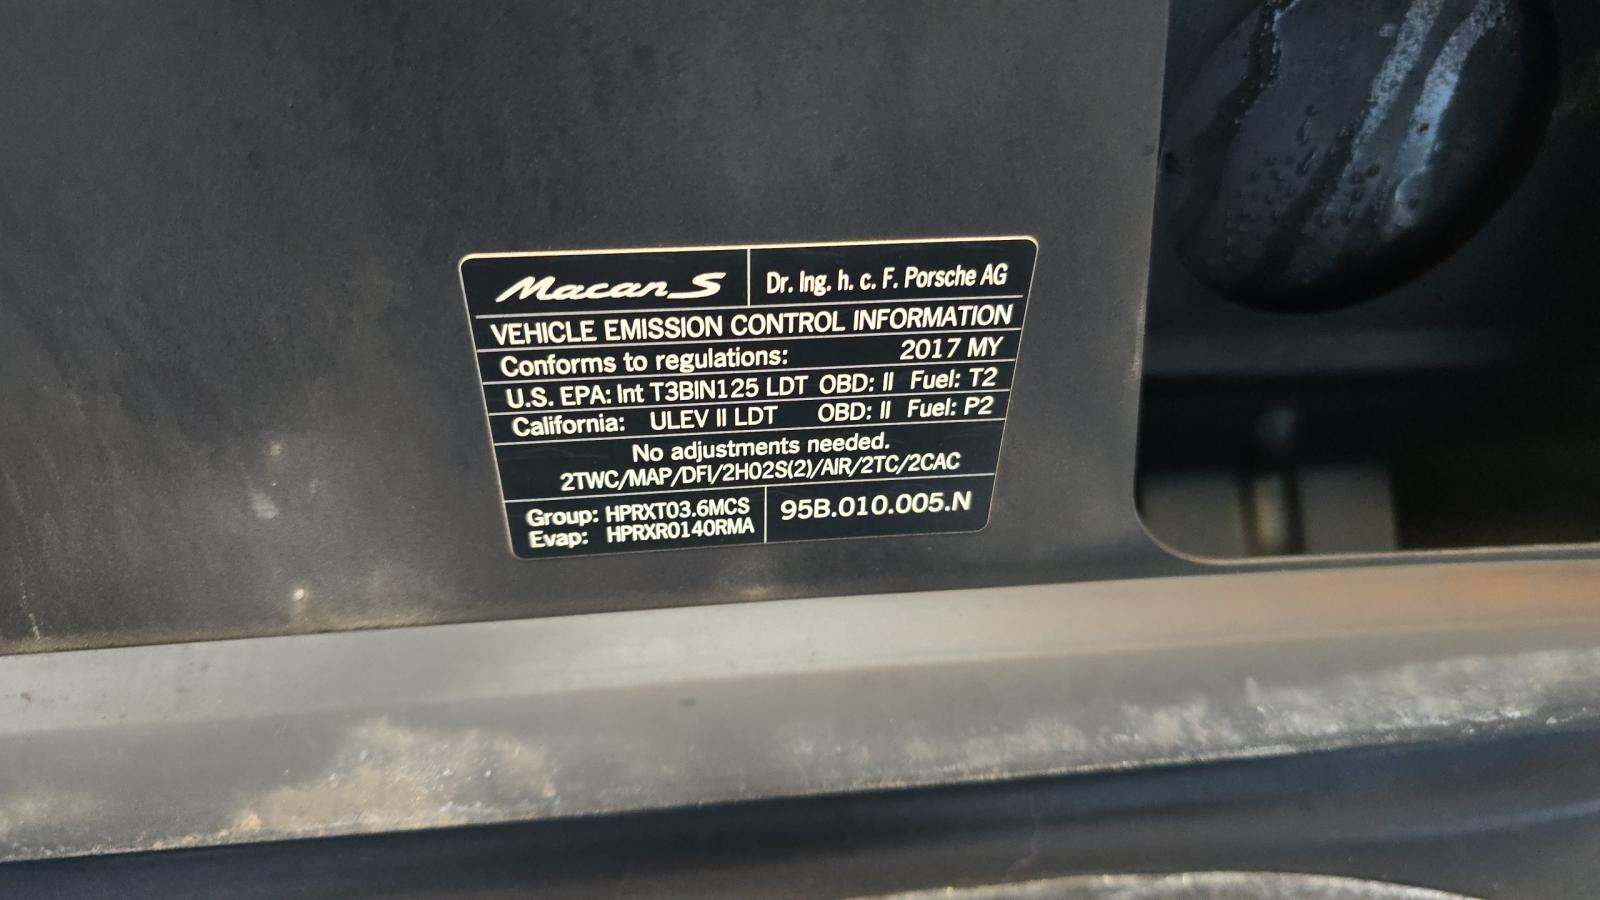 Macan S Dr. Ing. h. c. F. Porsche AG
VEHICLE EMISSION CONTROL INFORMATION
Conforms to regulations: 2017 MY
U.S. EPA: Int T3BIN125 LDT OBD: II Fuel: T2
California: ULEV II LDT OBD: II Fuel: P2
No adjustments needed.
2TWC/MAP/DFI/2HO2S(2)/AIR/2TC/2CAC
Group: HPRXT03.6MCS 95B.010.005.N
Evap: HPRXR0140RMA